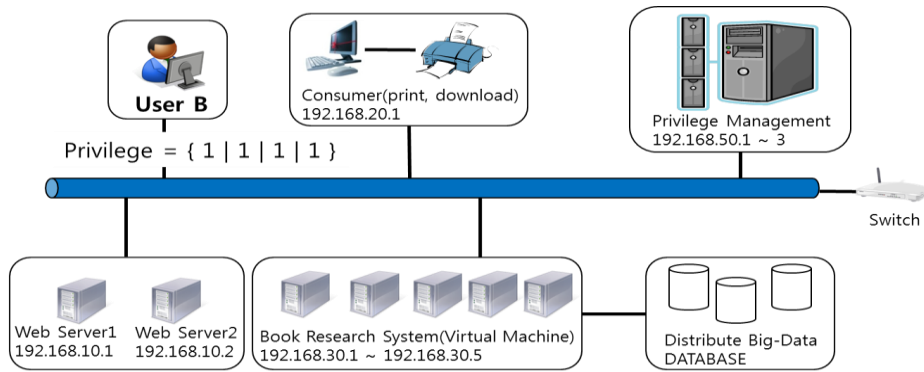 User B
Privilege = { 1 | 1 | 1 | 1 }
Consumer(print, download)
192.168.20.1
Privilege Management
192.168.50.1 ~ 3
Switch
Web Server1
192.168.10.1
Web Server2
192.168.10.2
Book Research System(Virtual Machine)
192.168.30.1 ~ 192.168.30.5
Distribute Big-Data
DATABASE